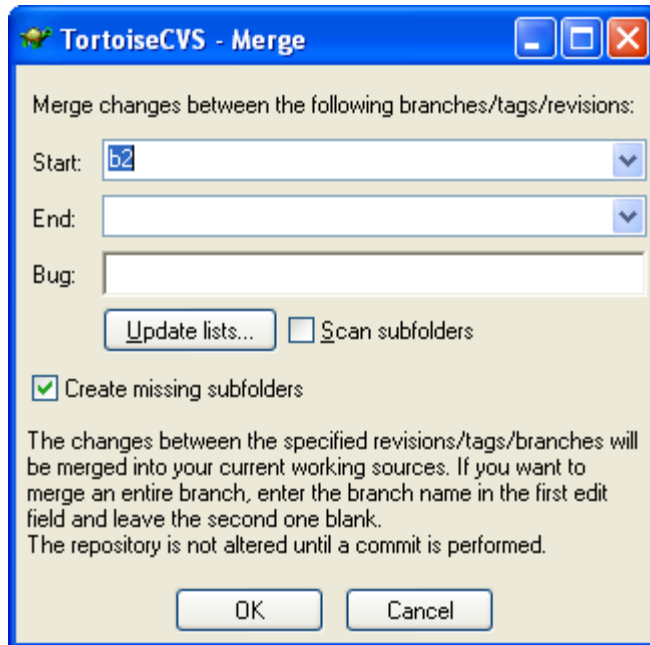 TortoiseCVS - Merge
Merge changes between the following branches/tags/revisions:
Start: b2
End:
Bug:
Update lists... Scan subfolders
Create missing subfolders
The changes between the specified revisions/tags/branches will
be merged into your current working sources. If you want to
merge an entire branch, enter the branch name in the first edit
field and leave the second one blank.
The repository is not altered until a commit is performed.
OK Cancel